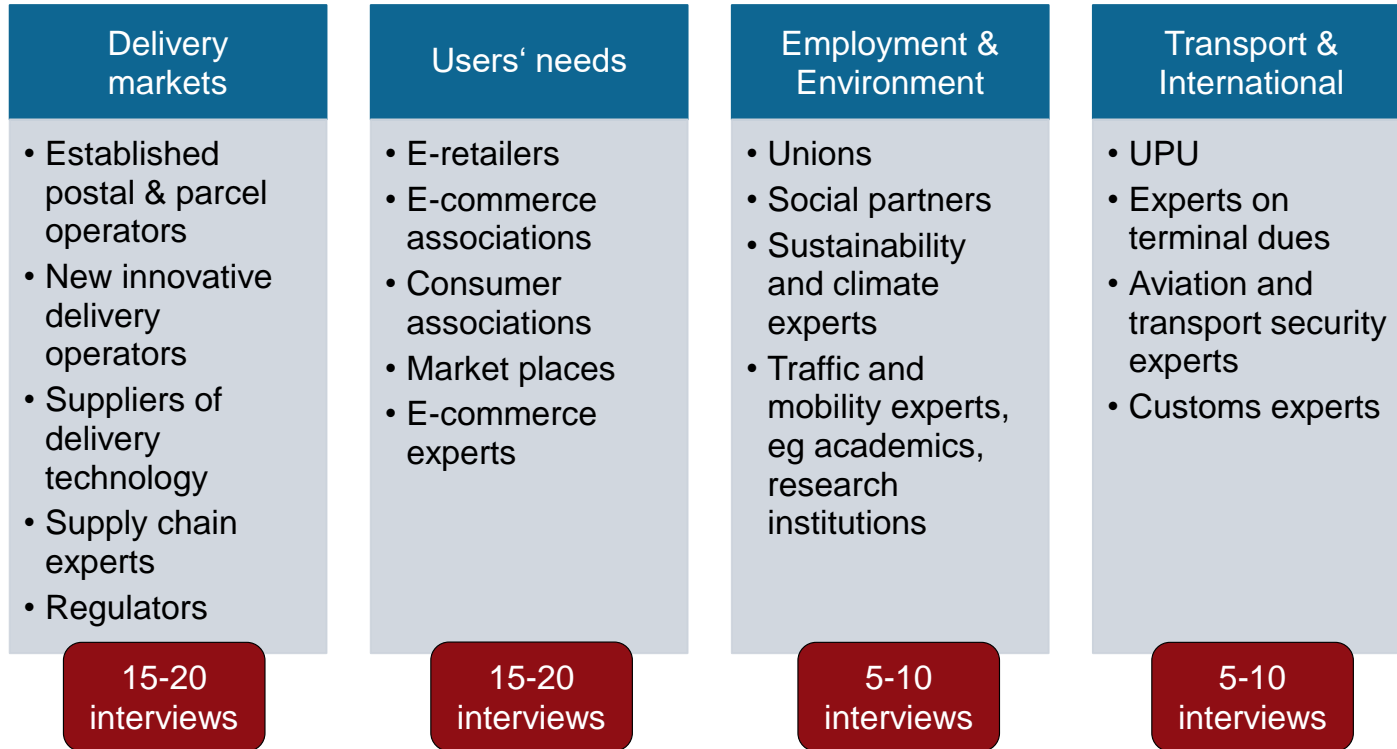 Delivery
markets
• Established
postal & parcel
operators
• New innovative
delivery
operators
• Suppliers of
delivery
technology
• Supply chain
experts
• Regulators
15-20
interviews
Users‘ needs
• E-retailers
• E-commerce
associations
• Consumer
associations
• Market places
• E-commerce
experts
15-20
interviews
Employment &
Environment
• Unions
• Social partners
• Sustainability
and climate
experts
• Traffic and
mobility experts,
eg academics,
research
institutions
5-10
interviews
Transport &
International
• UPU
• Experts on
terminal dues
• Aviation and
transport security
experts
• Customs experts
5-10
interviews